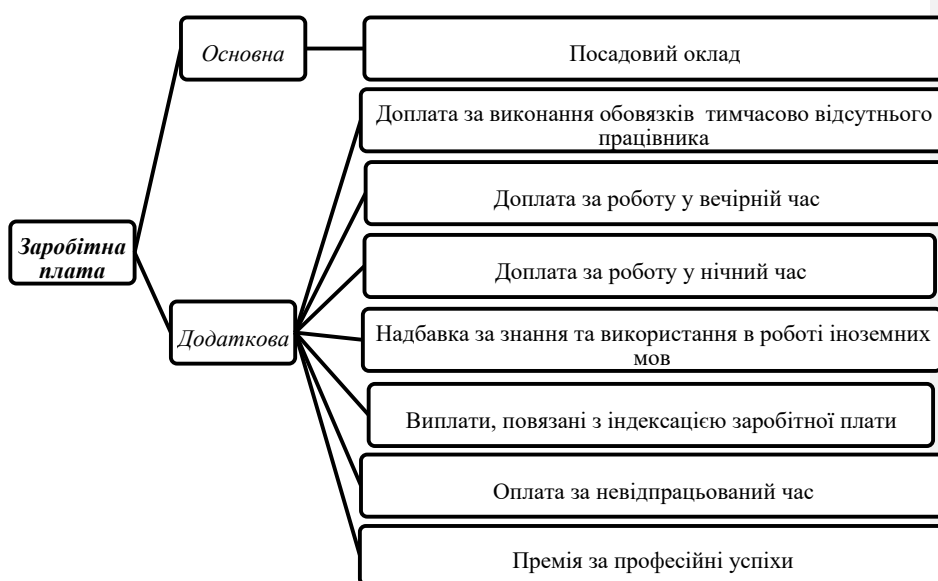 Основна
Посадовий оклад
Доплата за виконання обовязків тимчасово відсутнього
працівника
Доплата за роботу у вечірній час
Заробітна
плата
Доплата за роботу у нічний час
Додаткова
Надбавка за знання та використання в роботі іноземних
мов
Виплати, повязані з індексацією заробітної плати
Оплата за невідпрацьований час
Премія за професійні успіхи